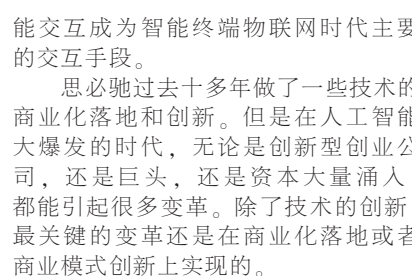 能交互成为智能终端物联网时代主要
的交互手段。
思必驰过去十多年做了一些技术的
商业化落地和创新。但是在人工智能
大爆发的时代，无论是创新型创业公
司，还是巨头，还是资本大量涌入
都能引起很多变革。除了技术的创新
最关键的变革还是在商业化落地或者
商业模式创新上实现的。